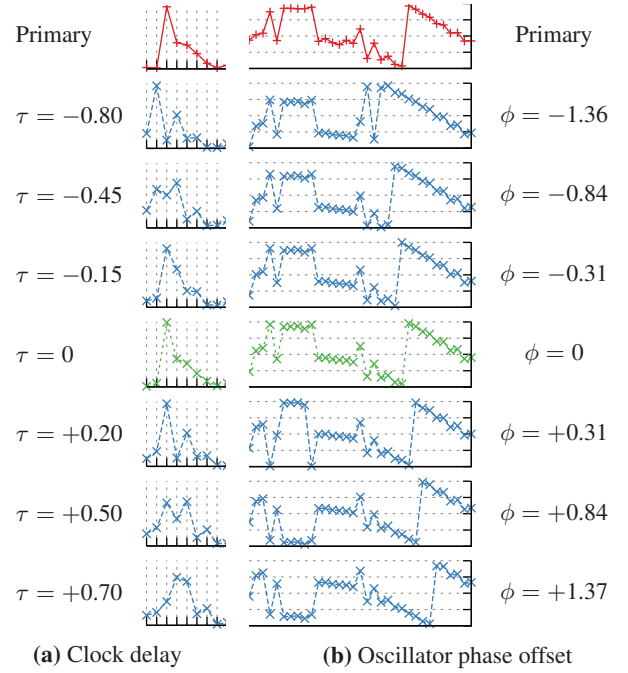 Primary Primary
τ = −0.80 ϕ = −1.36
τ = −0.45 ϕ = −0.84
τ = −0.15 ϕ = −0.31
τ = 0 ϕ = 0
τ = +0.20 ϕ = +0.31
τ = +0.50 ϕ = +0.84
τ = +0.70 ϕ = +1.37
(a) Clock delay (b) Oscillator phase offset